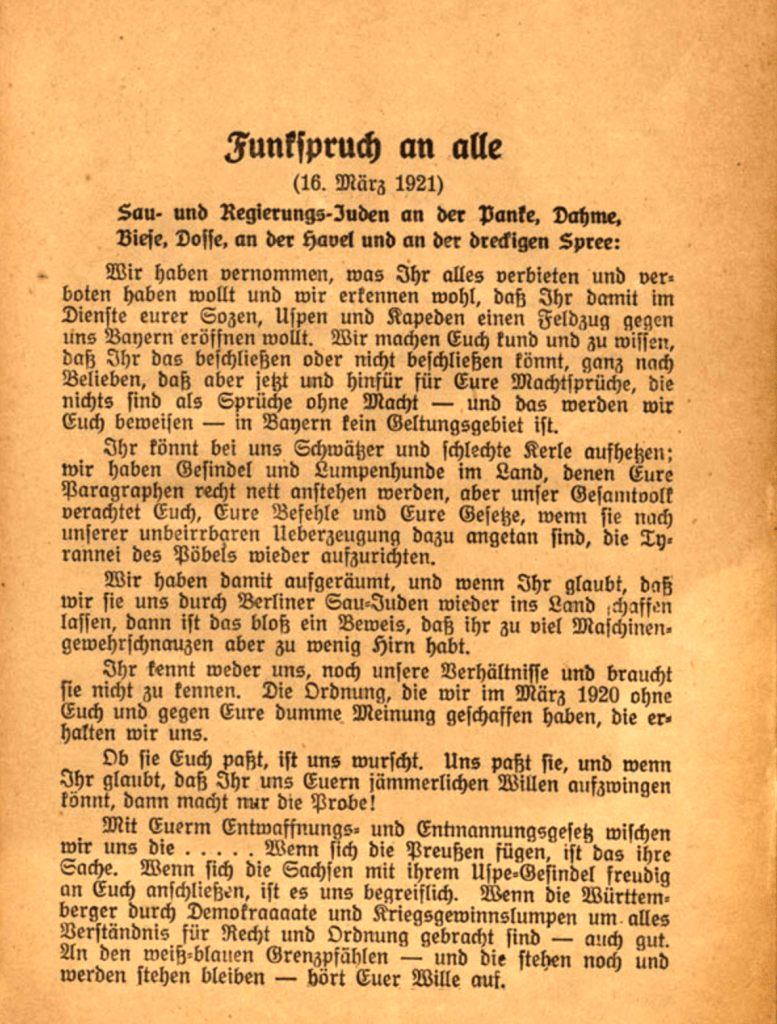 Funkspruch an alle
(16. März 1921)
Sau- und Regierungs-Juden an der Panke, Dahme,
Biese, Dosse, an der Havel und an der dreckigen Spree:
Wir haben vernommen, was Ihr alles verbieten und ver-
boten haben wollt und wir erkennen wohl, daß Ihr damit im
Dienste eurer Sozen, Uspen und Kapeden einen Feldzug gegen
uns Bayern eröffnen wollt. Wir machen Euch kund und zu wissen,
daß Ihr das beschließen oder nicht beschließen könnt, ganz nach
Belieben, daß aber jetzt und hinfür für Eure Machtsprüche, die
nichts sind als Sprüche ohne Macht — und das werden wir
Euch beweisen — in Bayern kein Geltungsgebiet ist.
Ihr könnt bei uns Schwätzer und schlechte Kerle aufhetzen;
wir haben Gesindel und Lumpenhunde im Land, denen Eure
Paragraphen recht nett anstehen werden, aber unser Gesamtvolk
verachtet Euch, Eure Befehle und Eure Gesetze, wenn sie nach
unserer unbeirrbaren Ueberzeugung dazu angetan sind, die Ty-
rannei des Pöbels wieder aufzurichten.
Wir haben damit aufgeräumt, und wenn Ihr glaubt, daß
wir sie uns durch Berliner Sau-Juden wieder ins Land schaffen
lassen, dann ist das bloß ein Beweis, daß ihr zu viel Maschinen-
gewehrschnauzen aber zu wenig Hirn habt.
Ihr kennt weder uns, noch unsere Verhältnisse und braucht
sie nicht zu kennen. Die Ordnung, die wir im März 1920 ohne
Euch und gegen Eure dumme Meinung geschaffen haben, die er-
halten wir uns.
Ob sie Euch paßt, ist uns wurscht. Uns paßt sie, und wenn
Ihr glaubt, daß Ihr uns Euern jämmerlichen Willen aufzwingen
könnt, dann macht nur die Probe!
Mit Euerm Entwaffnungs- und Entmannungsgesetz wischen
wir uns die . . . . . Wenn sich die Preußen fügen, ist das ihre
Sache. Wenn sich die Sachsen mit ihrem Uspe-Gesindel freudig
an Euch anschließen, ist es uns begreiflich. Wenn die Württem-
berger durch Demokraaaate und Kriegsgewinnslumpen um alles
Verständnis für Recht und Ordnung gebracht sind — auch gut.
An den weiß-blauen Grenzpfählen — und die stehen noch und
werden stehen bleiben — hört Euer Wille auf.